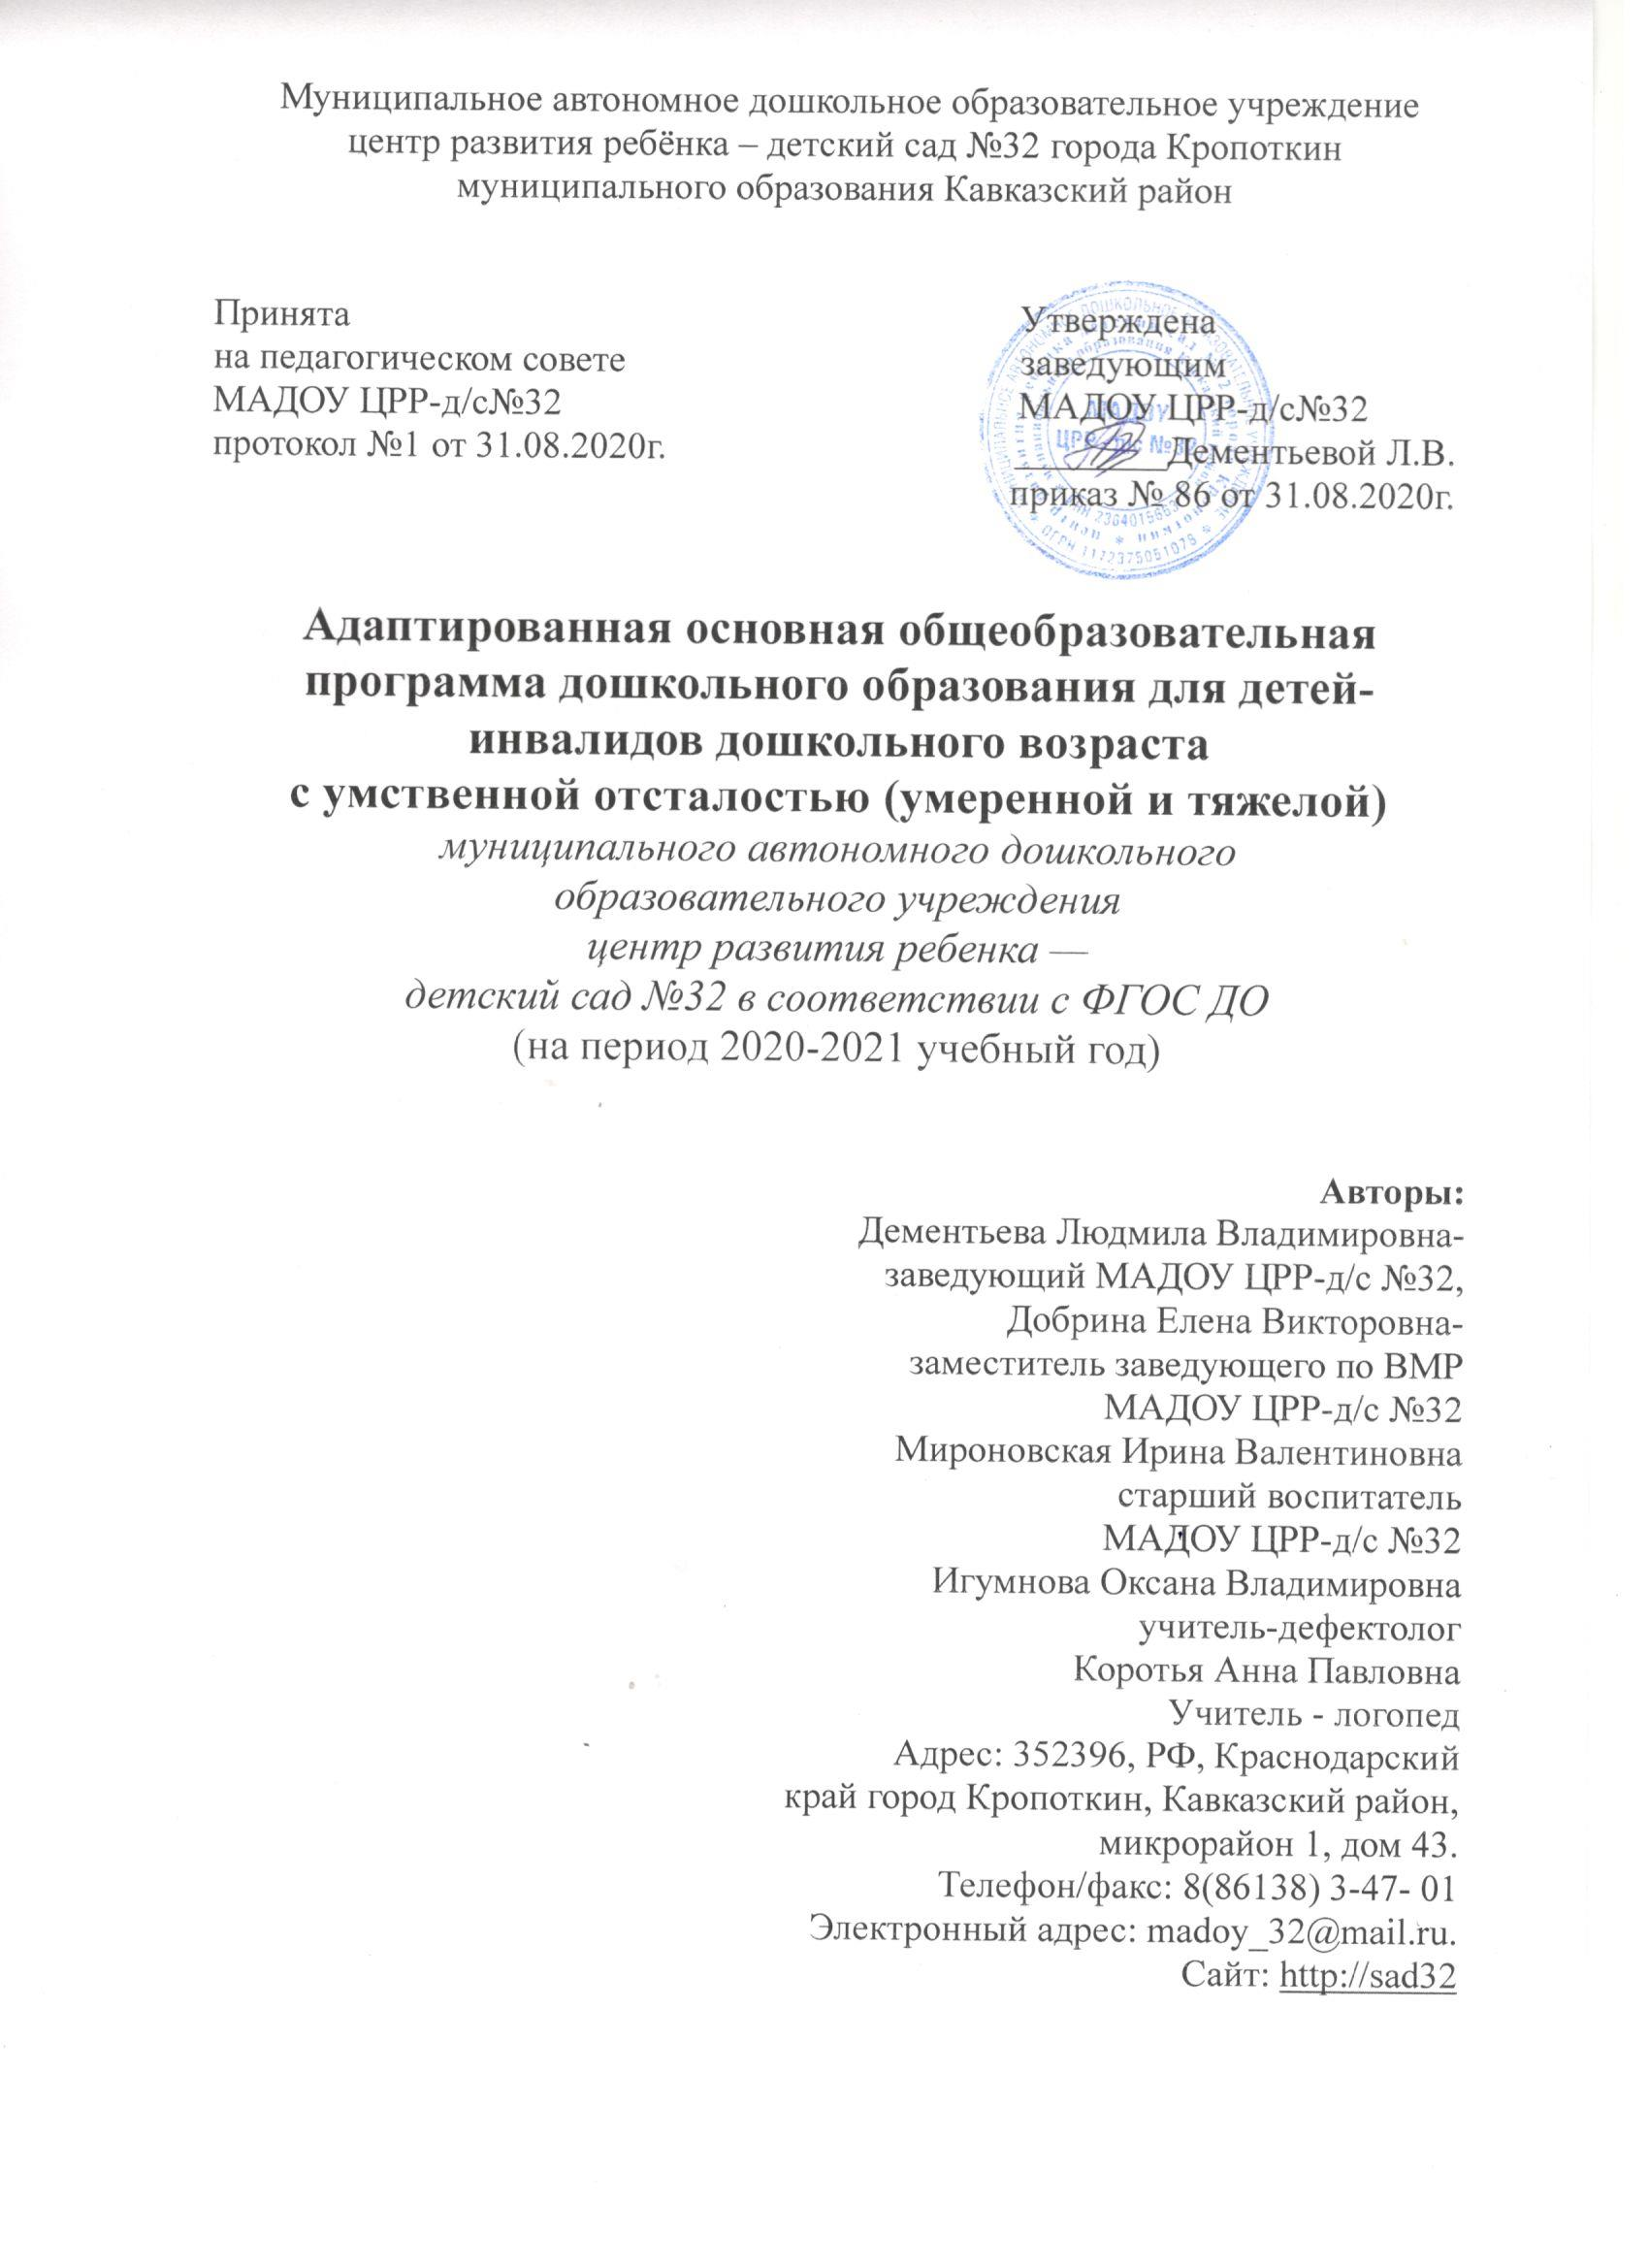 Муниципальное автономное дошкольное образовательное учреждение
центр развития ребёнка – детский сад №32 города Кропоткин
муниципального образования Кавказский район
Принята
на педагогическом совете
МАДОУ ЦРР-д/с№32
протокол №1 от 31.08.2020г.
Утверждена
заведующим
МАДОУ ЦРР-д/с№32
Дементьевой Л.В.
приказ № 86 от 31.08.2020г.
МАДОУ
ЦРР-д/с №32
Адаптированная основная общеобразовательная
программа дошкольного образования для детей-
инвалидов дошкольного возраста
с умственной отсталостью (умеренной и тяжелой)
муниципального автономного дошкольного
образовательного учреждения
центр развития ребенка —
детский сад №32 в соответствии с ФГОС ДО
(на период 2020-2021 учебный год)
Авторы:
Дементьева Людмила Владимировна-
заведующий МАДОУ ЦРР-д/с №32,
Добрина Елена Викторовна-
заместитель заведующего по ВМР
МАДОУ ЦРР-д/с №32
Мироновская Ирина Валентиновна
старший воспитатель
МАДОУ ЦРР-д/с №32
Игумнова Оксана Владимировна
учитель-дефектолог
Коротья Анна Павловна
Учитель - логопед
Адрес: 352396, РФ, Краснодарский
край город Кропоткин, Кавказский район,
микрорайон 1, дом 43.
Телефон/факс: 8(86138) 3-47- 01
Электронный адрес: madoy_32@mail.ru.
Сайт: http://sad32